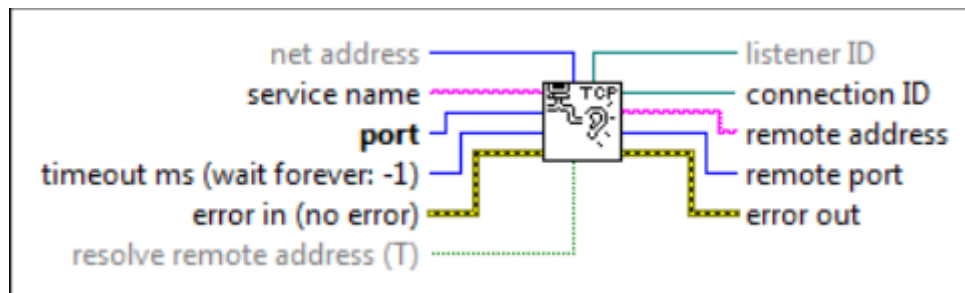 net address
service name
port
timeout ms (wait forever: -1)
error in (no error)
resolve remote address (T)
TCP
listener ID
connection ID
remote address
remote port
error out